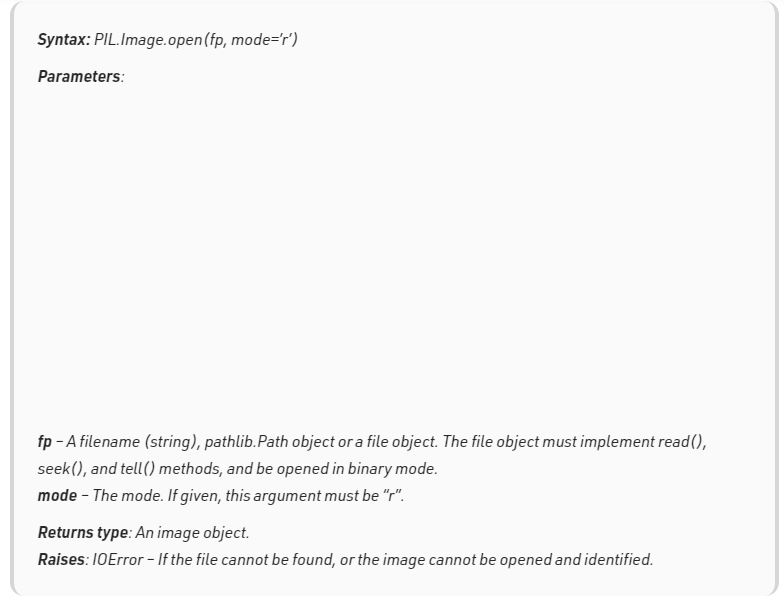 Syntax: PIL.Image.open(fp, mode=’r’)
Parameters:
fp – A filename (string), pathlib.Path object or a file object. The file object must implement read(),
seek(), and tell() methods, and be opened in binary mode.
mode – The mode. If given, this argument must be “r”.
Returns type: An image object.
Raises: IOError – If the file cannot be found, or the image cannot be opened and identified.